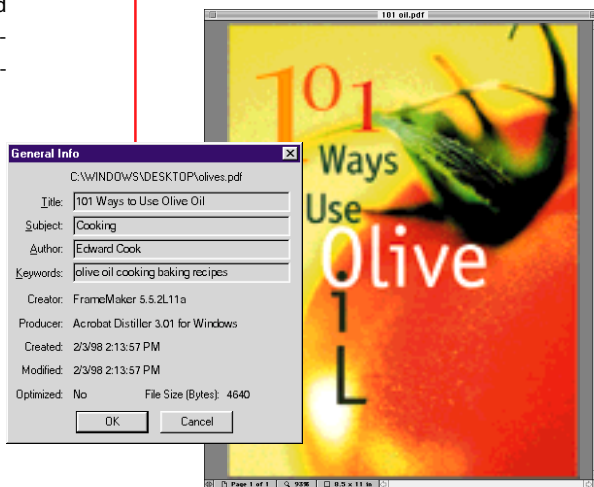 d
-
-
101 oil.pdf
101
Ways
Use
Olive
iL
General Info
C:\WINDOWS\DESKTOP\olives.pdf
Title: 101 Ways to Use Olive Oil
Subject: Cooking
Author: Edward Cook
Keywords: olive oil cooking baking recipes
Creator: FrameMaker 5.5.2L11a
Producer: Acrobat Distiller 3.01 for Windows
Created: 2/3/98 2:13:57 PM
Modified: 2/3/98 2:13:57 PM
Optimized: No File Size (Bytes): 4640
OK Cancel
Page 1 of 1 93% 8.5 x 11 in